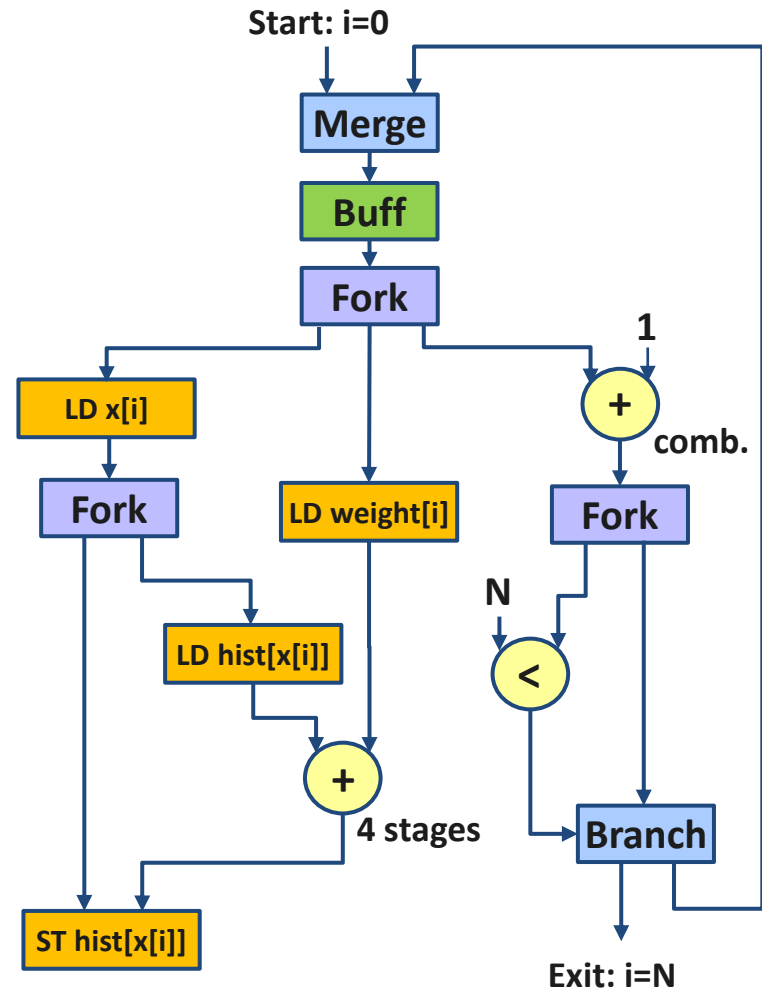 Start: i=0
Merge
Buff
Fork
1
LD x[i]
+
comb.
Fork
LD weight[i]
Fork
N
LD hist[x[i]]
<
+
4 stages
Branch
ST hist[x[i]]
Exit: i=N